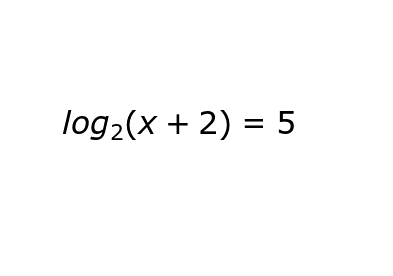 log₂(x + 2) = 5